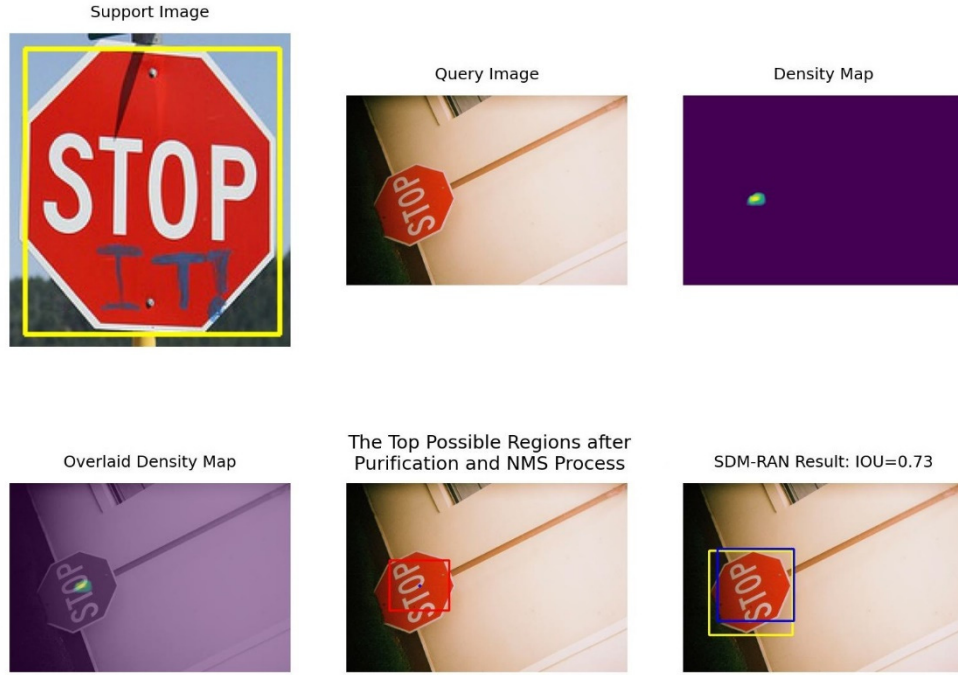 Support Image
STOP
IT!
Query Image
STOP
Density Map
Overlaid Density Map
STOP
The Top Possible Regions after
Purification and NMS Process
STOP
SDM-RAN Result: IOU=0.73
STOP